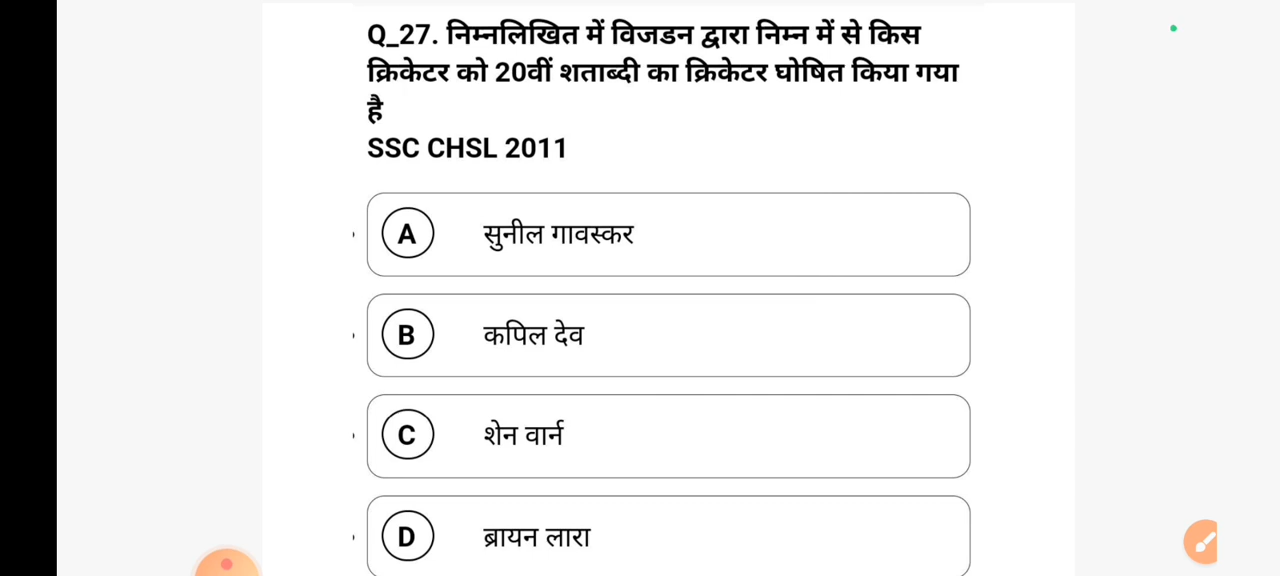 Q_27. निम्नलिखित में विजडन द्वारा निम्न में से किस
क्रिकेटर को 20वीं शताब्दी का क्रिकेटर घोषित किया गया
है
SSC CHSL 2011
A सुनील गावस्कर
B कपिल देव
C शेन वार्न
D ब्रायन लारा